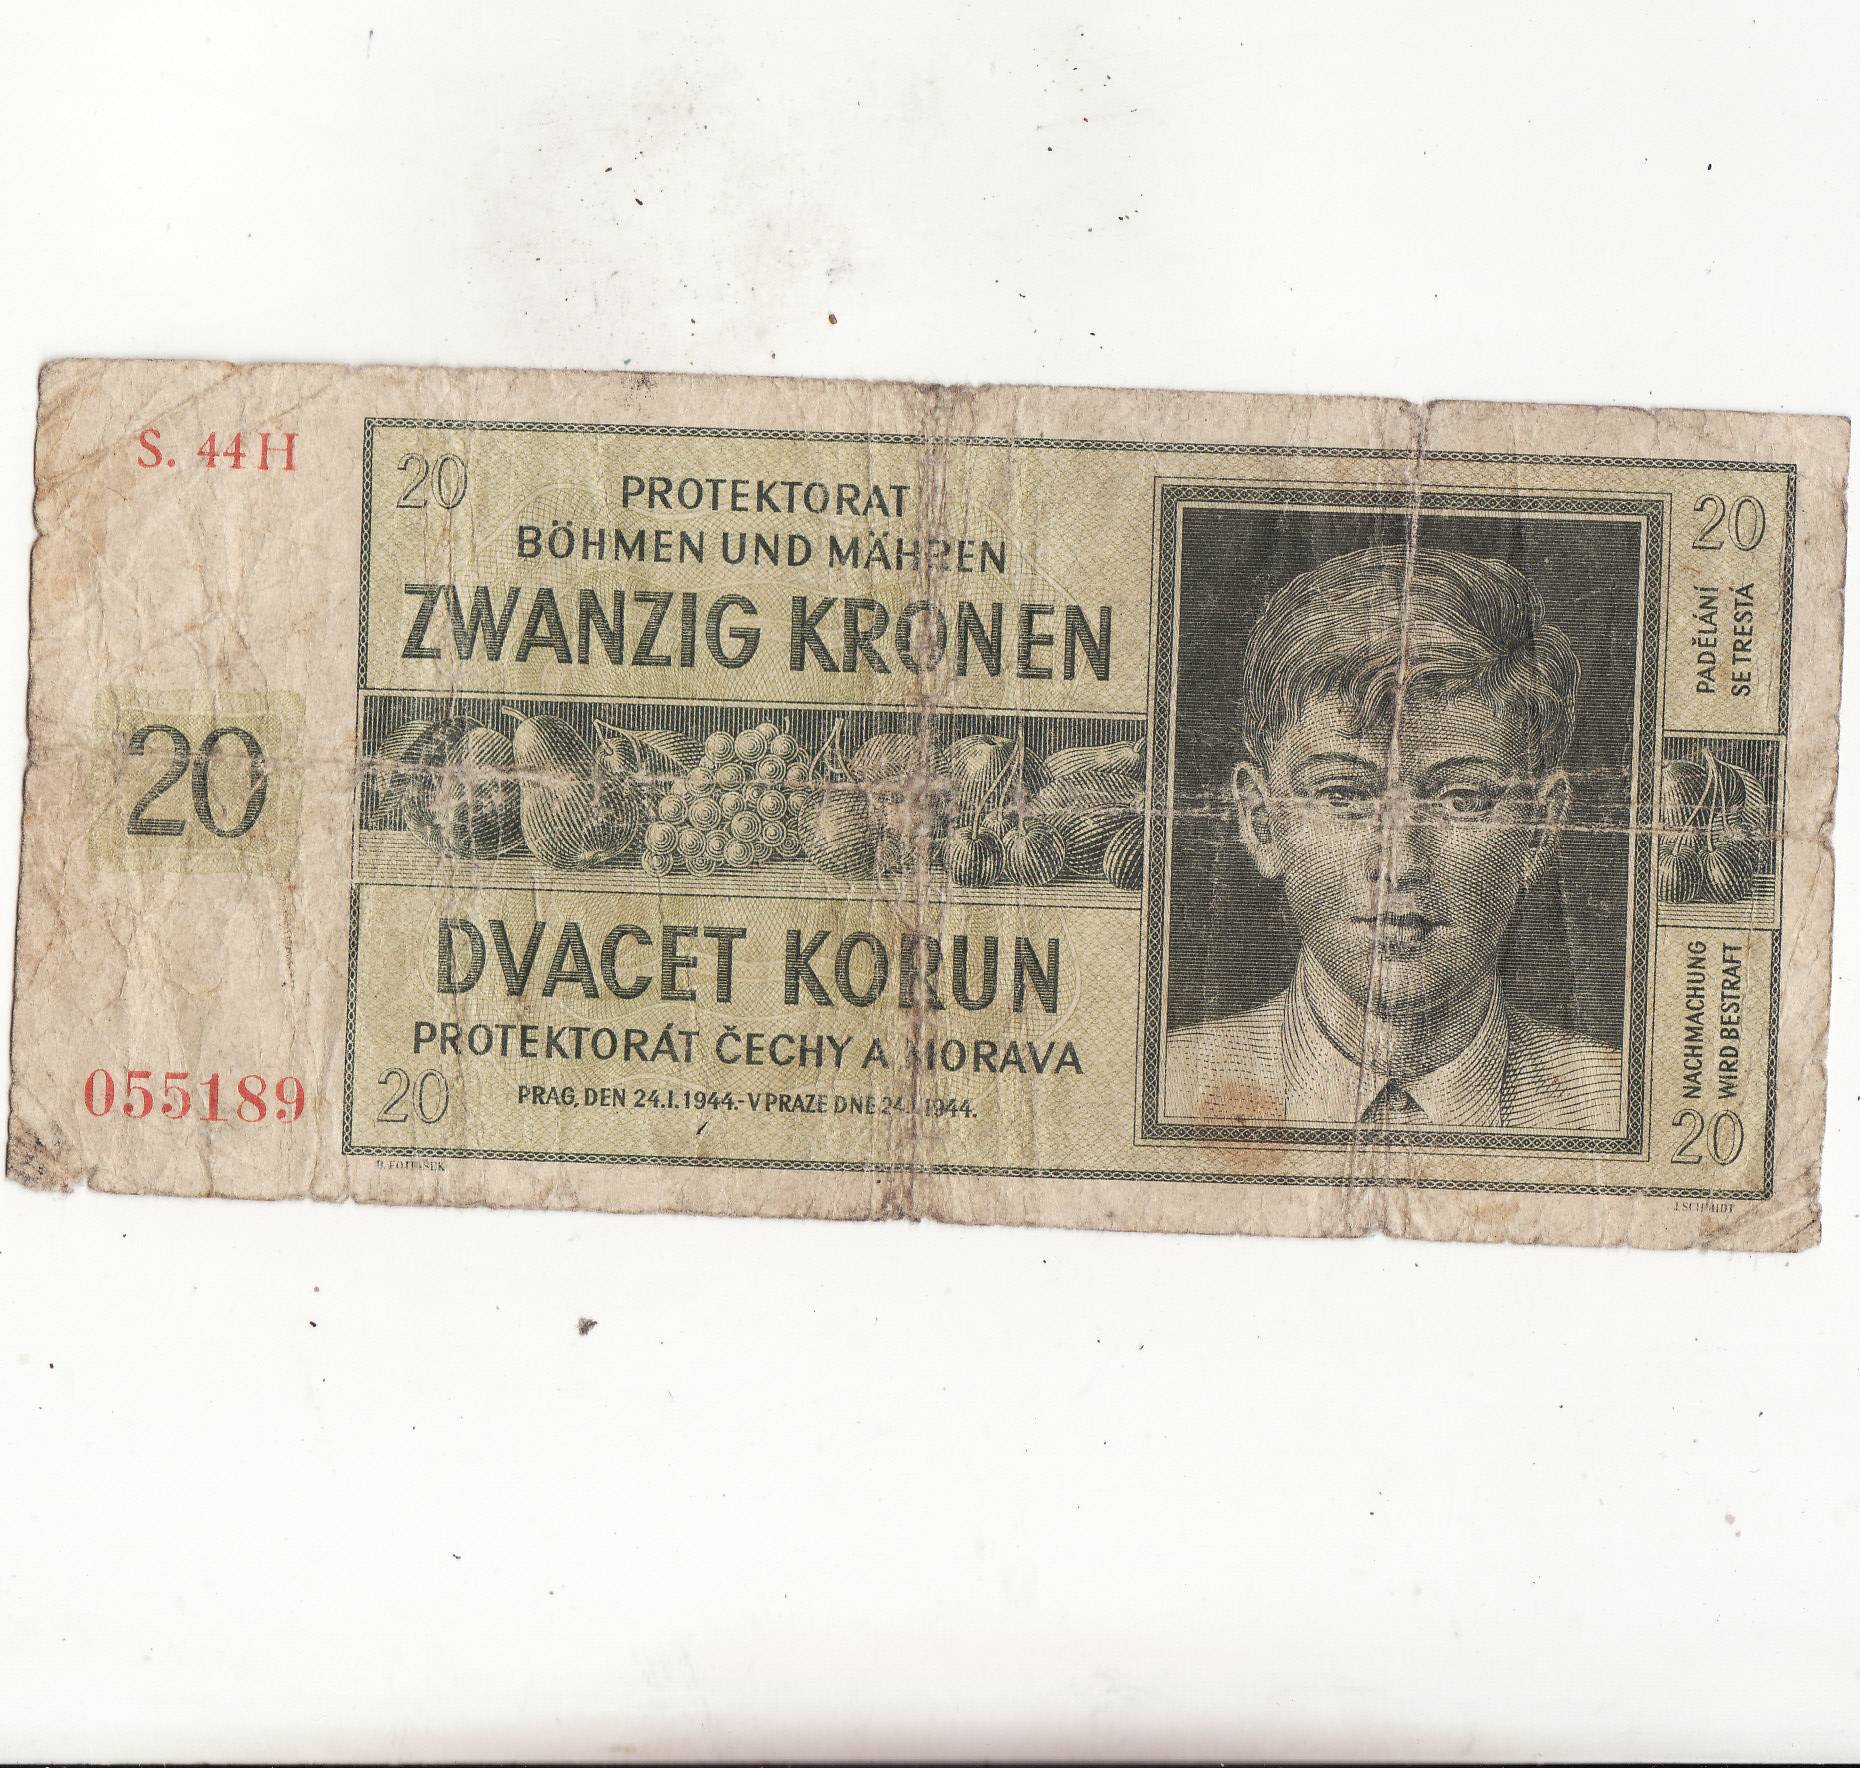 S. 44H
20
055189
20
PROTEKTORAT
BÖHMEN UND MÄHREN
ZWANZIG KRONEN
DVACET KORUN
PROTEKTORÁT ČECHY A MORAVA
PRAG, DEN 24.I.1944.-V PRAZE DNE 24.I.1944.
20
20
PADĚLÁNÍ
SE TRESTÁ
NACHMACHUNG
WIRD BESTRAFT
20
J.SCHMIDT